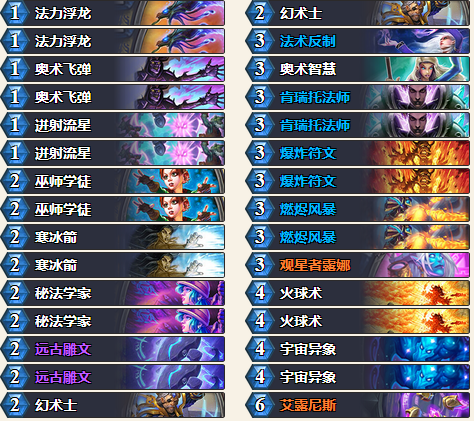 1 法力浮龙
1 法力浮龙
1 奥术飞弹
1 奥术飞弹
1 迸射流星
1 迸射流星
2 巫师学徒
2 巫师学徒
2 寒冰箭
2 寒冰箭
2 秘法学家
2 秘法学家
2 远古雕文
2 远古雕文
2 幻术士
2 幻术士
3 法术反制
3 奥术智慧
3 肯瑞托法师
3 肯瑞托法师
3 爆炸符文
3 爆炸符文
3 燃烬风暴
3 燃烬风暴
3 观星者露娜
4 火球术
4 火球术
4 宇宙异象
4 宇宙异象
6 艾露尼斯